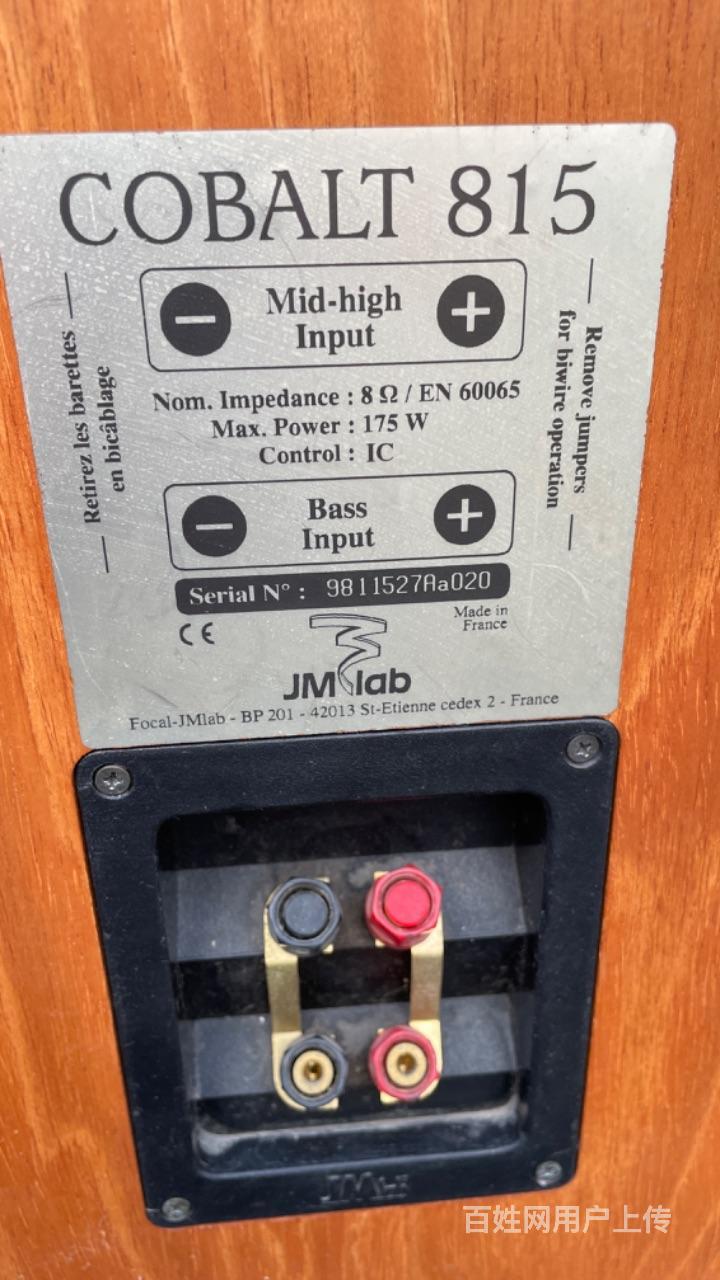 COBALT 815
Mid-high
Input
Retirez les barettes
en bicâblage
Remove jumpers
for biwire operation
Nom. Impedance : 8 Ω / EN 60065
Max. Power : 175 W
Control : IC
Bass
Input
Serial N° : 9811527Aa020
CE
Made in
France
JMlab
Focal-JMlab - BP 201 - 42013 St-Etienne cedex 2 - France
百姓网用户上传